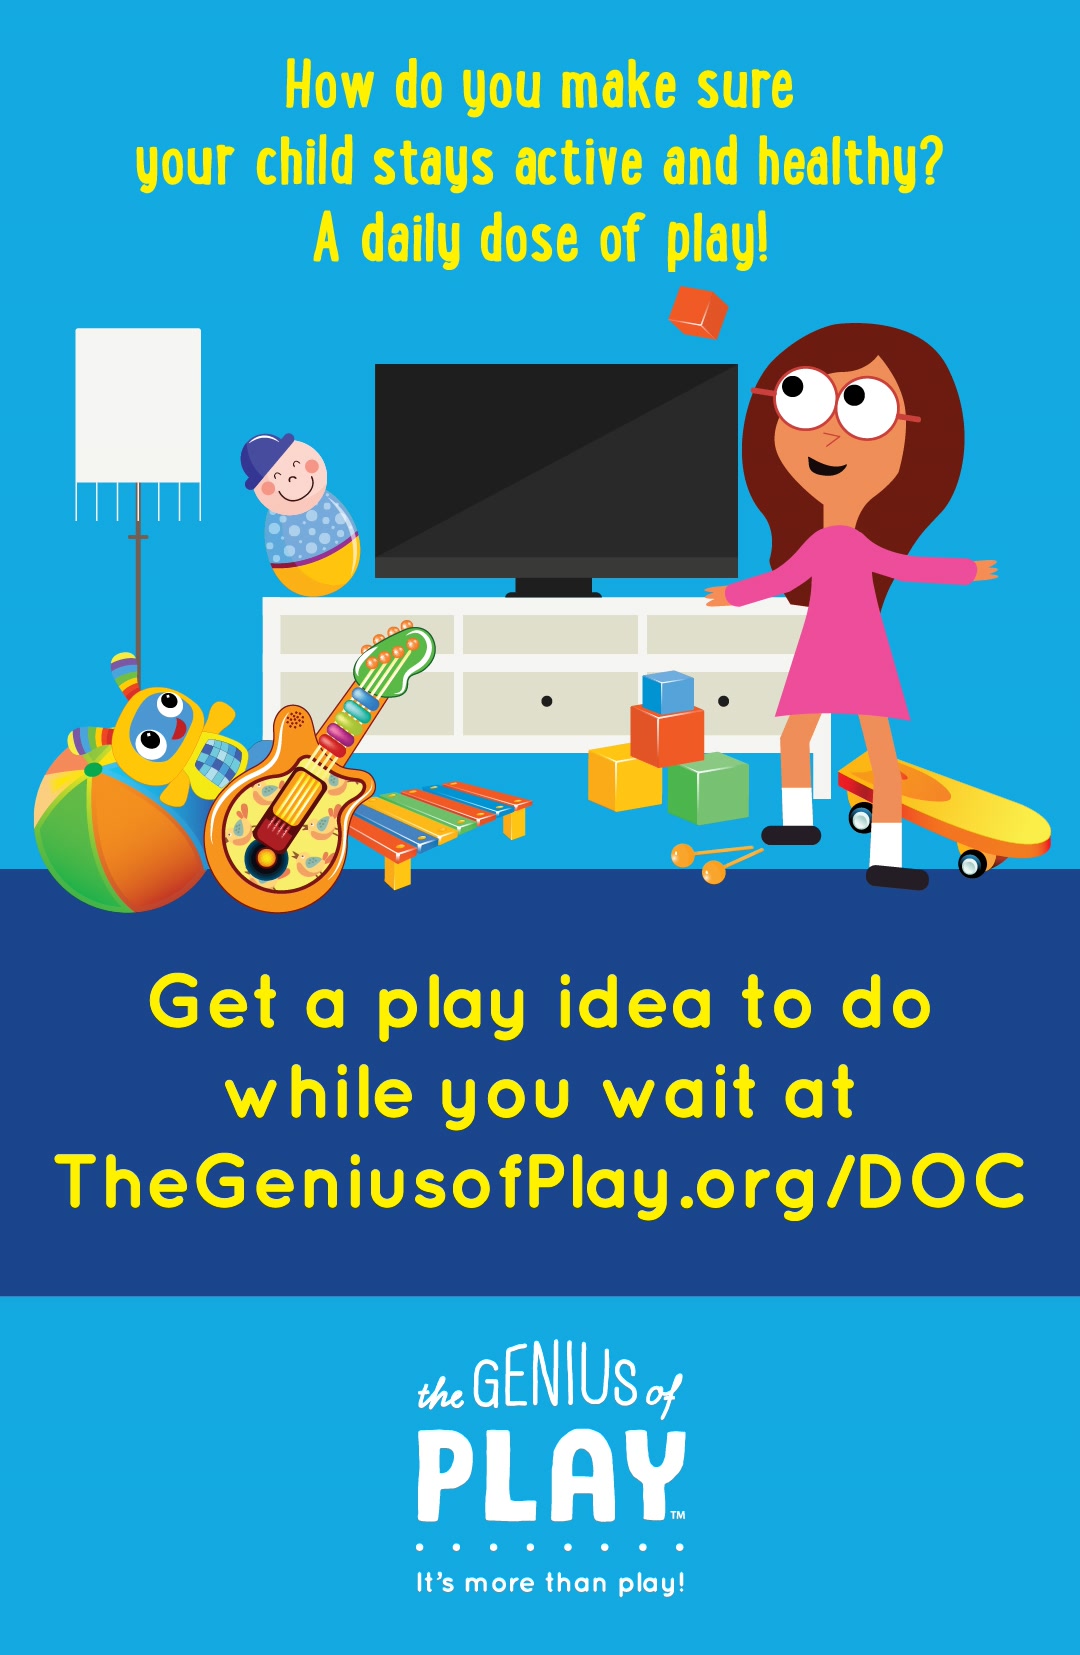 How do you make sure
your child stays active and healthy?
A daily dose of play!
Get a play idea to do
while you wait at
TheGeniusofPlay.org/DOC
the GENIUS of
PLAY™
It's more than play!